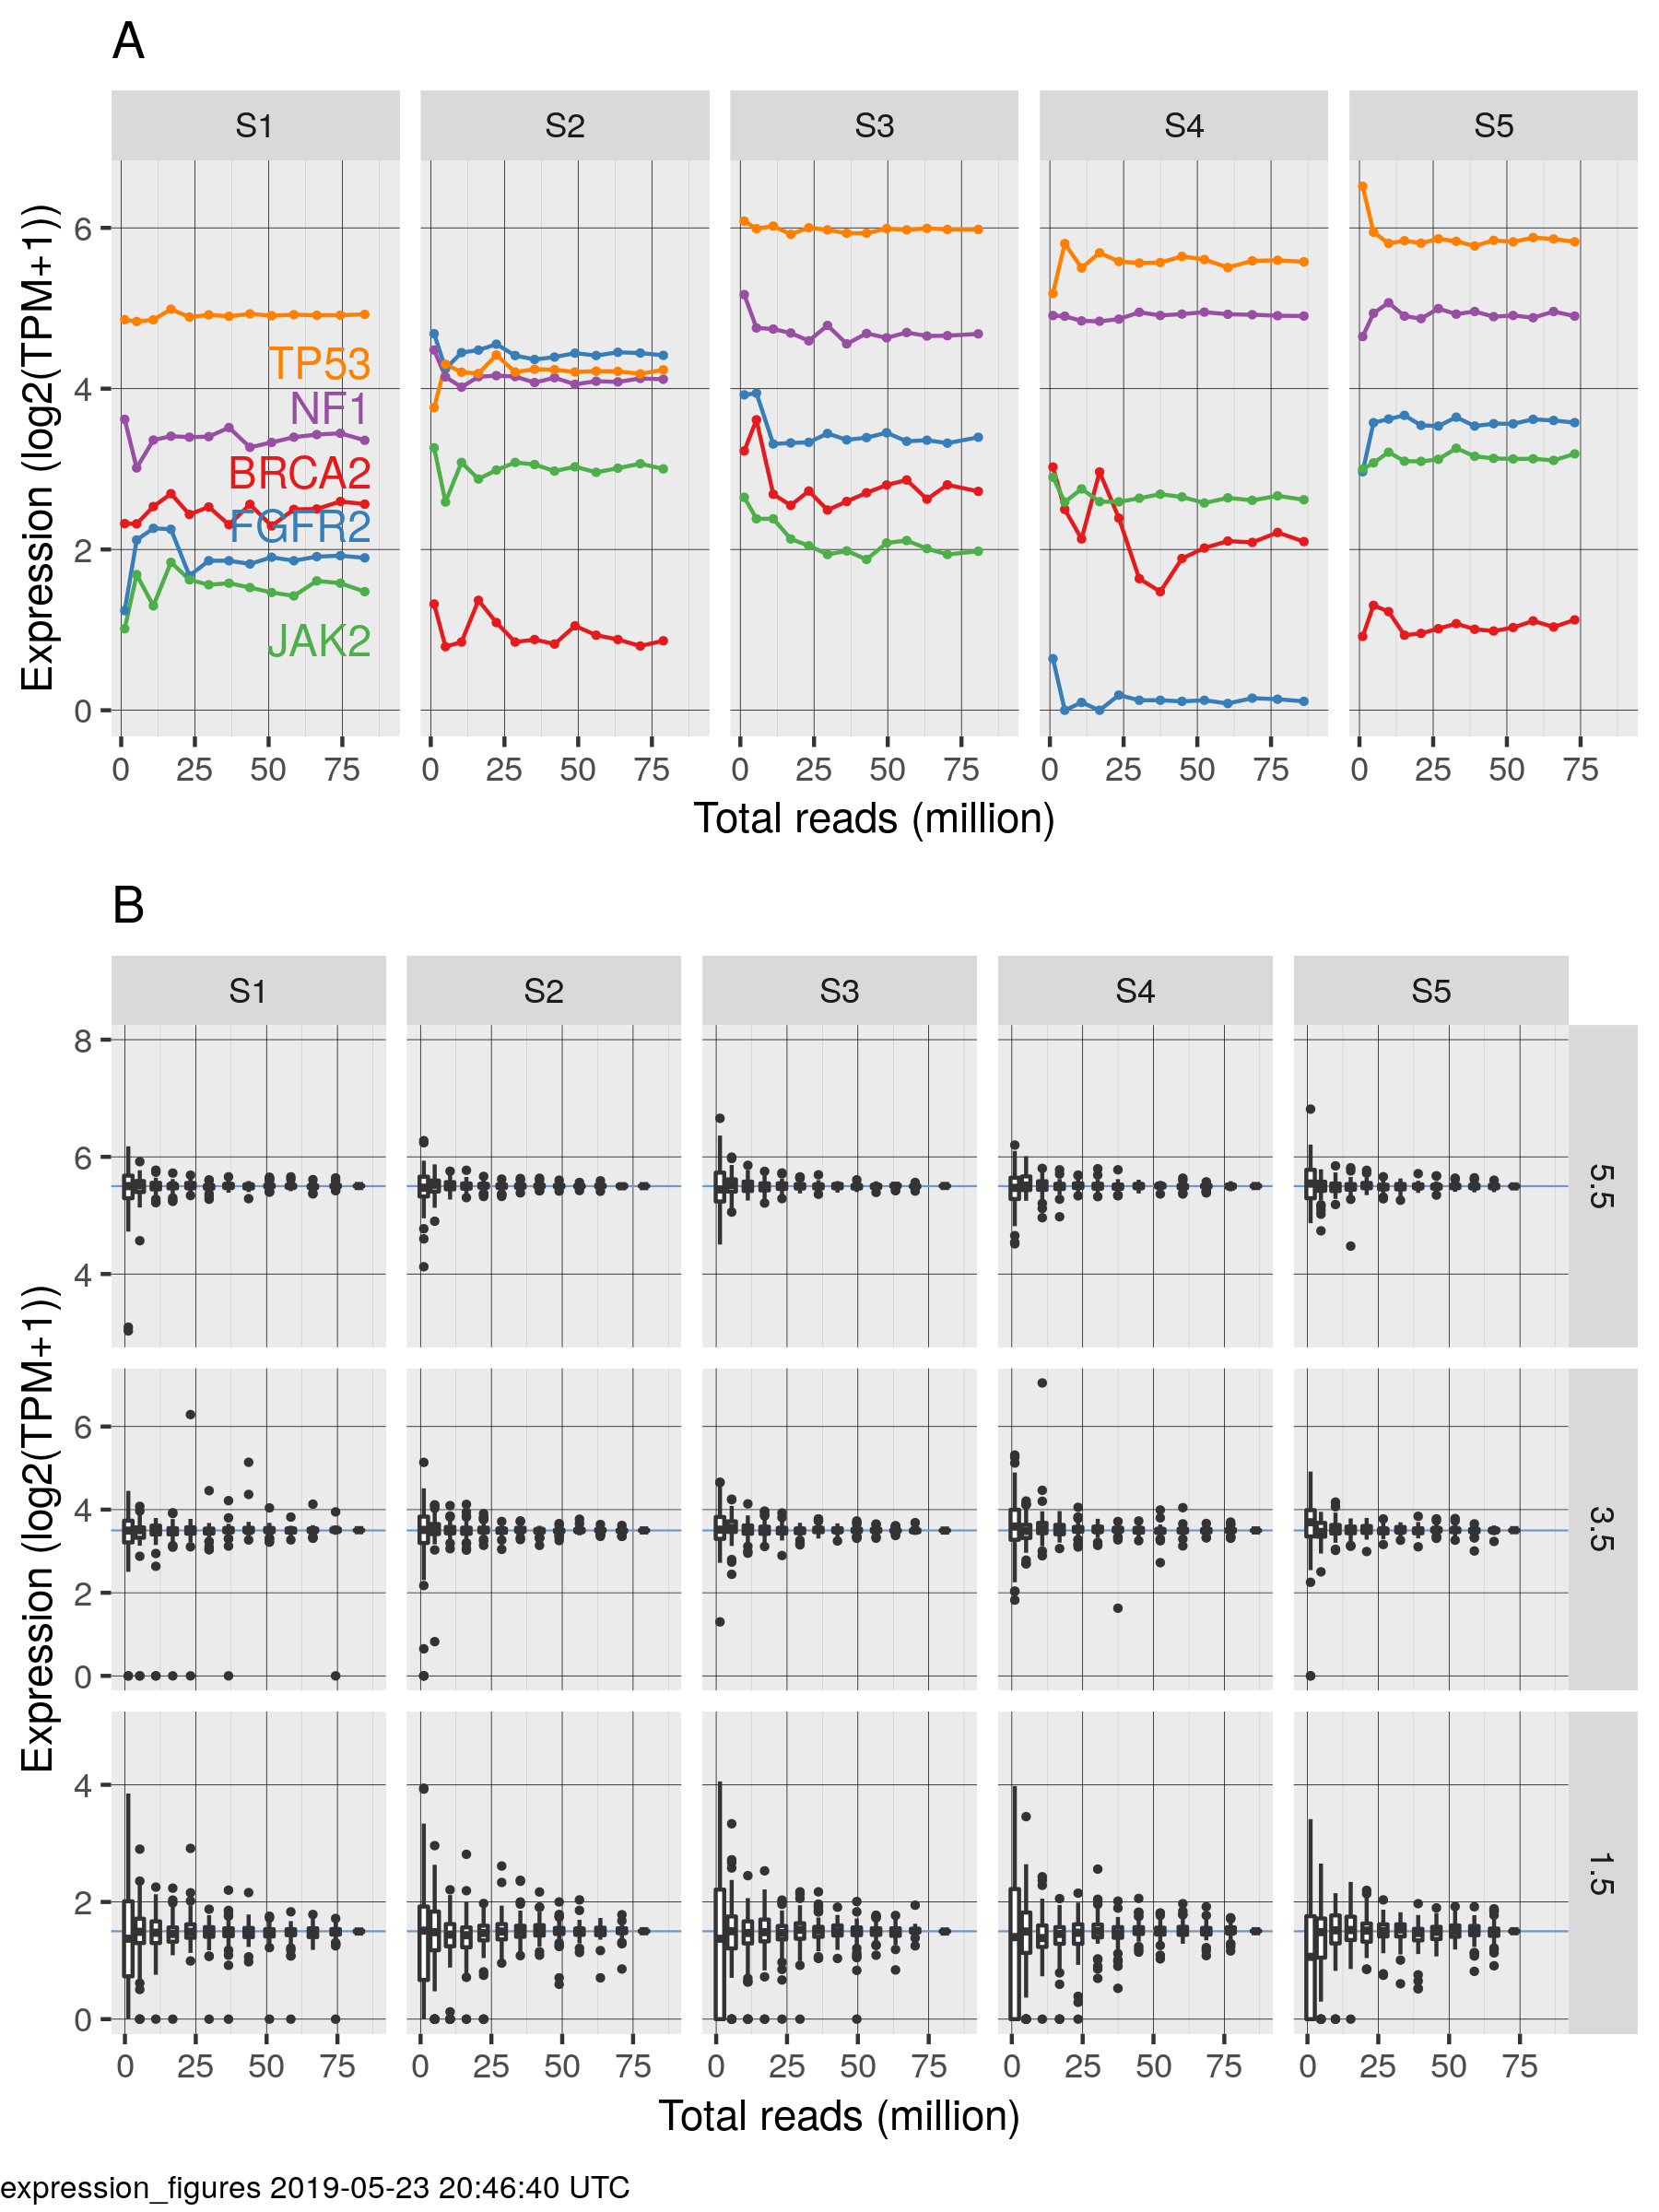 A
S1 S2 S3 S4 S5
Expression (log2(TPM+1))
6
4
2
0
TP53
NF1
BRCA2
FGFR2
JAK2
0 25 50 75 0 25 50 75 0 25 50 75 0 25 50 75 0 25 50 75
Total reads (million)
B
S1 S2 S3 S4 S5
Expression (log2(TPM+1))
8
6
4
5.5
6
4
2
0
3.5
4
2
0
1.5
0 25 50 75 0 25 50 75 0 25 50 75 0 25 50 75 0 25 50 75
Total reads (million)
expression_figures 2019-05-23 20:46:40 UTC